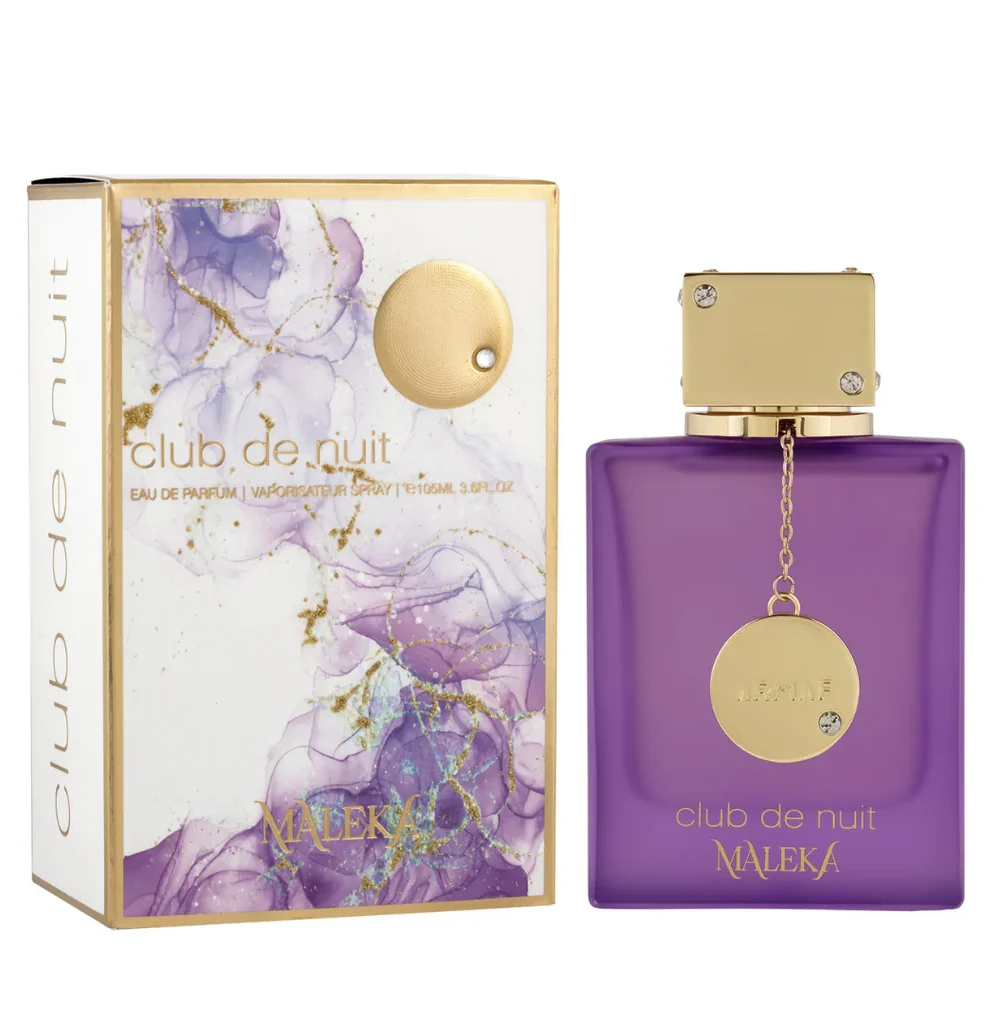 club de nuit
club de nuit
EAU DE PARFUM | VAPORISATEUR SPRAY | ℮105ML 3.6FL.OZ
MALEKA
ARMAF
club de nuit
MALEKA